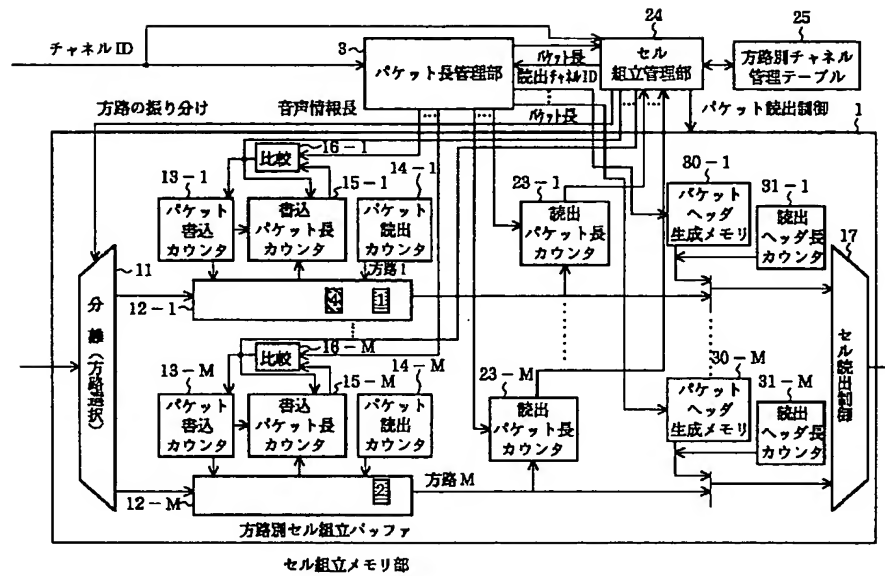 チャネルID
3
パケット長管理部
パケット長
読出チャネルID
パケット長
24
セル
組立管理部
25
方路別チャネル
管理テーブル
方路の振り分け
音声情報長
パケット読出制御
1
比較
16-1
13-1
パケット
書込
カウンタ
15-1
書込
パケット長
カウンタ
14-1
パケット
読出
カウンタ
方路1
23-1
読出
パケット長
カウンタ
30-1
パケット
ヘッダ
生成メモリ
31-1
読出
ヘッダ長
カウンタ
17
セル読出制御
11
分離(方路選択)
12-1
4
1
比較
16-M
13-M
パケット
書込
カウンタ
15-M
書込
パケット長
カウンタ
14-M
パケット
読出
カウンタ
23-M
読出
パケット長
カウンタ
30-M
パケット
ヘッダ
生成メモリ
31-M
読出
ヘッダ長
カウンタ
12-M
2
方路M
方路別セル組立バッファ
セル組立メモリ部